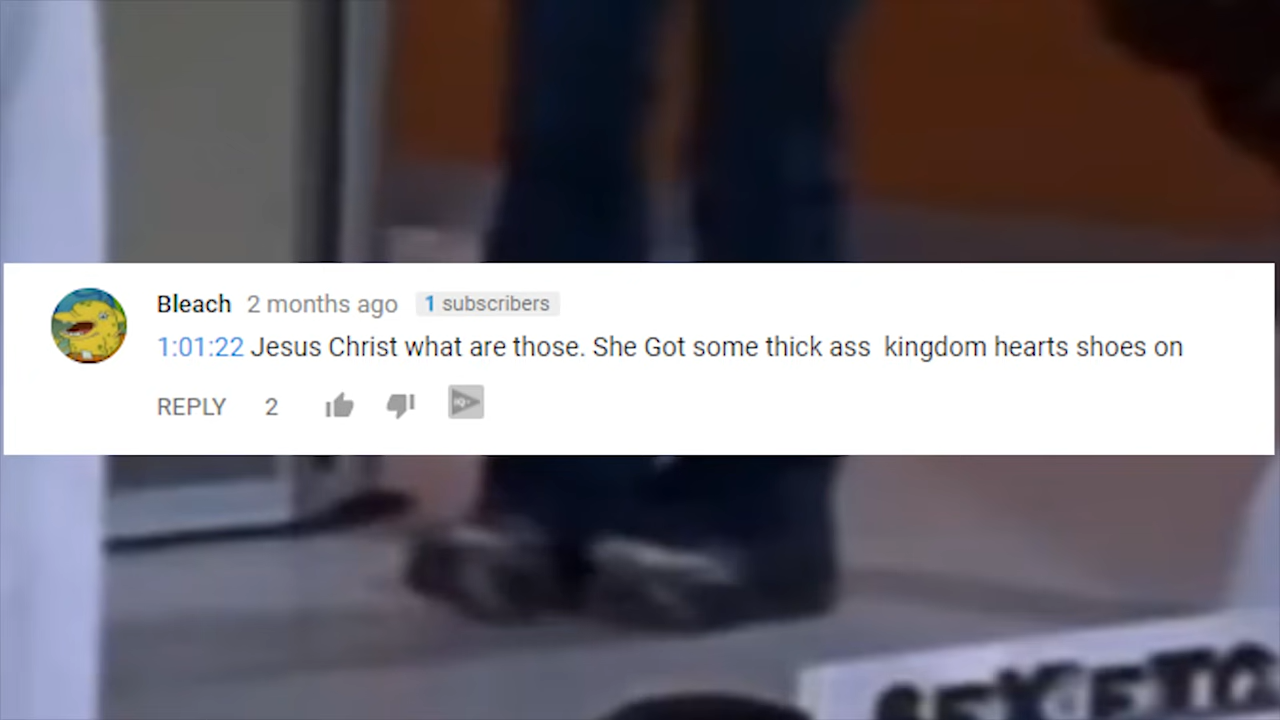 Bleach 2 months ago 1 subscribers
1:01:22 Jesus Christ what are those. She Got some thick ass kingdom hearts shoes on
REPLY 2